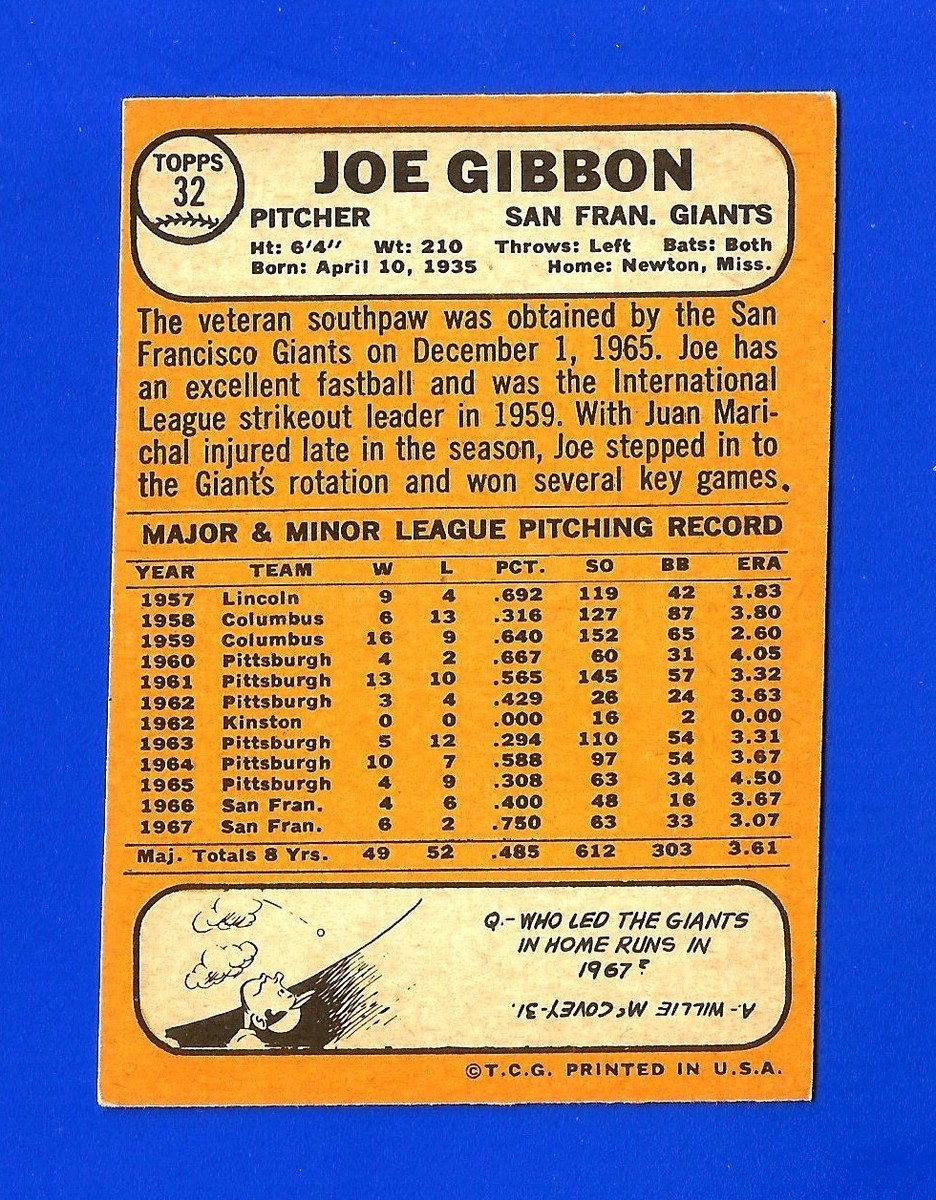 TOPPS
32
JOE GIBBON
PITCHER SAN FRAN. GIANTS
Ht: 6'4" Wt: 210 Throws: Left Bats: Both
Born: April 10, 1935 Home: Newton, Miss.
The veteran southpaw was obtained by the San
Francisco Giants on December 1, 1965. Joe has
an excellent fastball and was the International
League strikeout leader in 1959. With Juan Mari-
chal injured late in the season, Joe stepped in to
the Giant's rotation and won several key games.
MAJOR & MINOR LEAGUE PITCHING RECORD
YEAR TEAM W L PCT. SO BB ERA
1957 Lincoln 9 4 .692 119 42 1.83
1958 Columbus 6 13 .316 127 87 3.80
1959 Columbus 16 9 .640 152 65 2.60
1960 Pittsburgh 4 2 .667 60 31 4.05
1961 Pittsburgh 13 10 .565 145 57 3.32
1962 Pittsburgh 3 4 .429 26 24 3.63
1962 Kinston 0 0 .000 16 2 0.00
1963 Pittsburgh 5 12 .294 110 54 3.31
1964 Pittsburgh 10 7 .588 97 54 3.67
1965 Pittsburgh 4 9 .308 63 34 4.50
1966 San Fran. 4 6 .400 48 16 3.67
1967 San Fran. 6 2 .750 63 33 3.07
Maj. Totals 8 Yrs. 49 52 .485 612 303 3.61
Q.- WHO LED THE GIANTS
IN HOME RUNS IN
1967?
A.- WILLIE McCOVEY-31.
©T.C.G. PRINTED IN U.S.A.